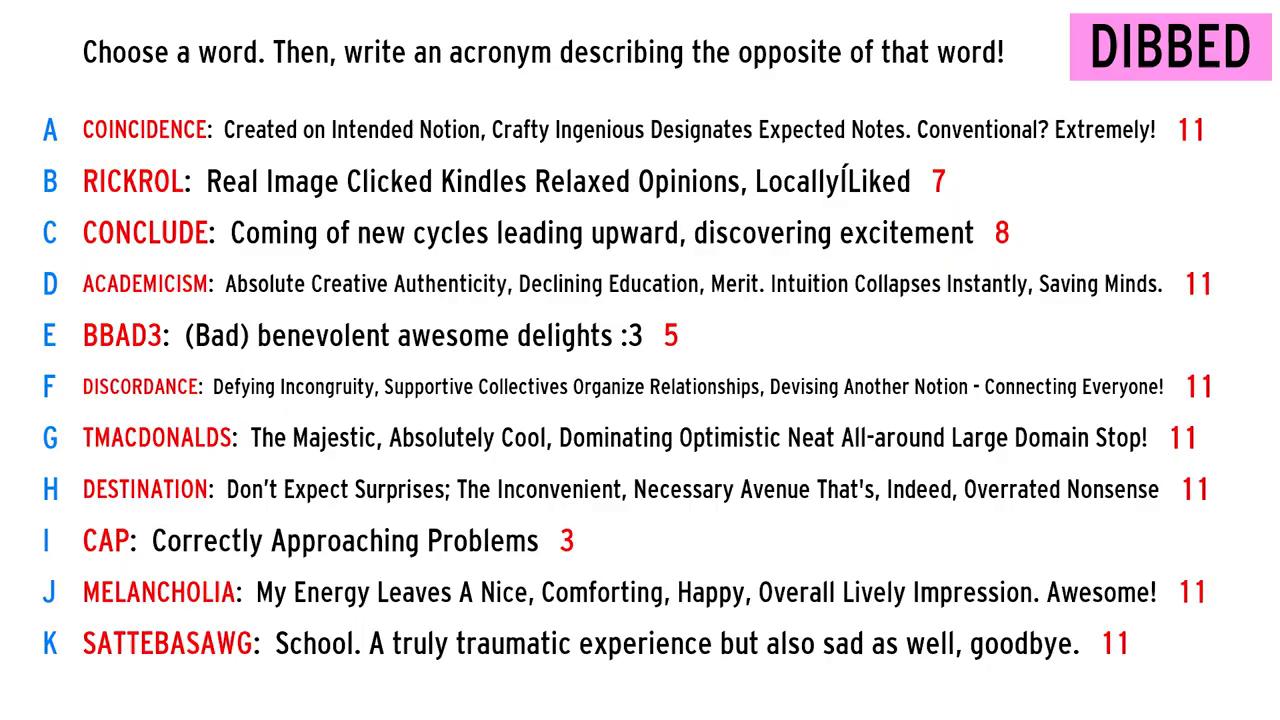 Choose a word. Then, write an acronym describing the opposite of that word!
DIBBED
A COINCIDENCE: Created on Intended Notion, Crafty Ingenious Designates Expected Notes. Conventional? Extremely! 11
B RICKROL: Real Image Clicked Kindles Relaxed Opinions, LocallyÍLiked 7
C CONCLUDE: Coming of new cycles leading upward, discovering excitement 8
D ACADEMICISM: Absolute Creative Authenticity, Declining Education, Merit. Intuition Collapses Instantly, Saving Minds. 11
E BBAD3: (Bad) benevolent awesome delights :3 5
F DISCORDANCE: Defying Incongruity, Supportive Collectives Organize Relationships, Devising Another Notion - Connecting Everyone! 11
G TMACDONALDS: The Majestic, Absolutely Cool, Dominating Optimistic Neat All-around Large Domain Stop! 11
H DESTINATION: Don’t Expect Surprises; The Inconvenient, Necessary Avenue That's, Indeed, Overrated Nonsense 11
I CAP: Correctly Approaching Problems 3
J MELANCHOLIA: My Energy Leaves A Nice, Comforting, Happy, Overall Lively Impression. Awesome! 11
K SATTEBASAWG: School. A truly traumatic experience but also sad as well, goodbye. 11